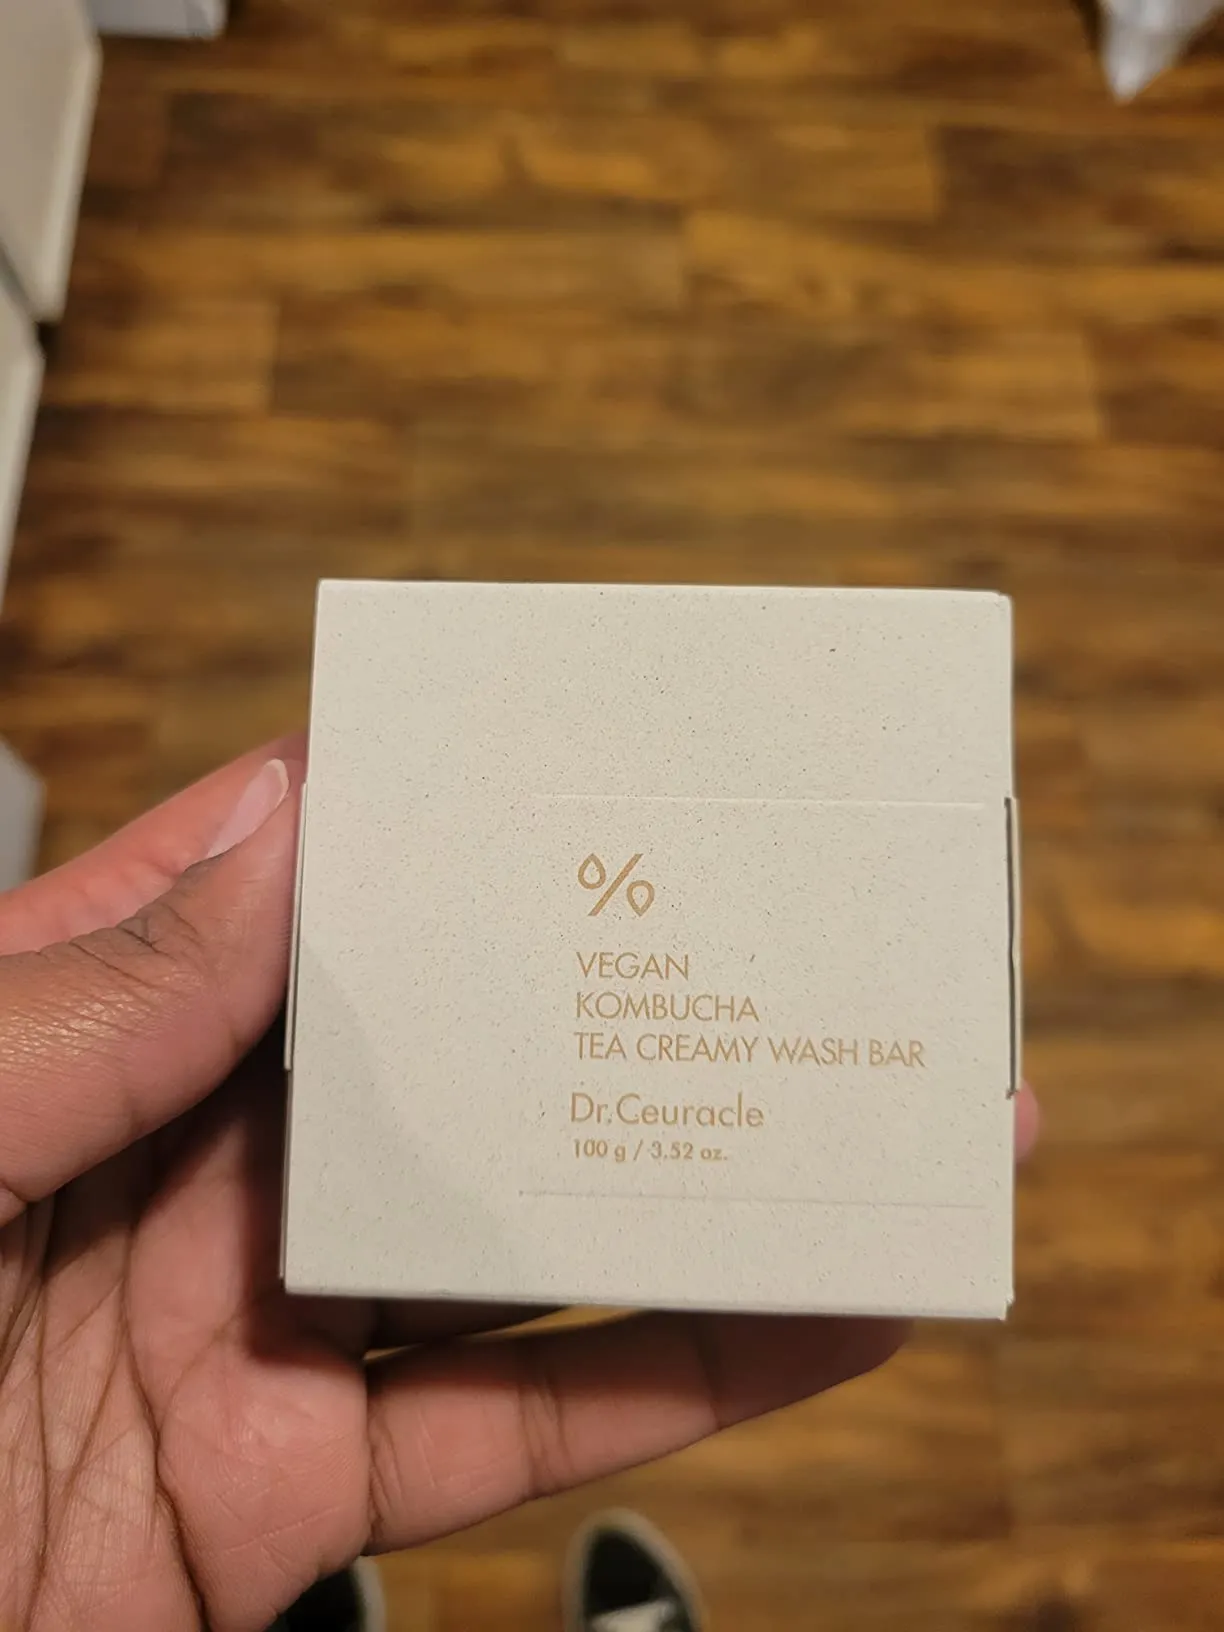 %
VEGAN
KOMBUCHA
TEA CREAMY WASH BAR
Dr.Ceuracle
100 g / 3.52 oz.